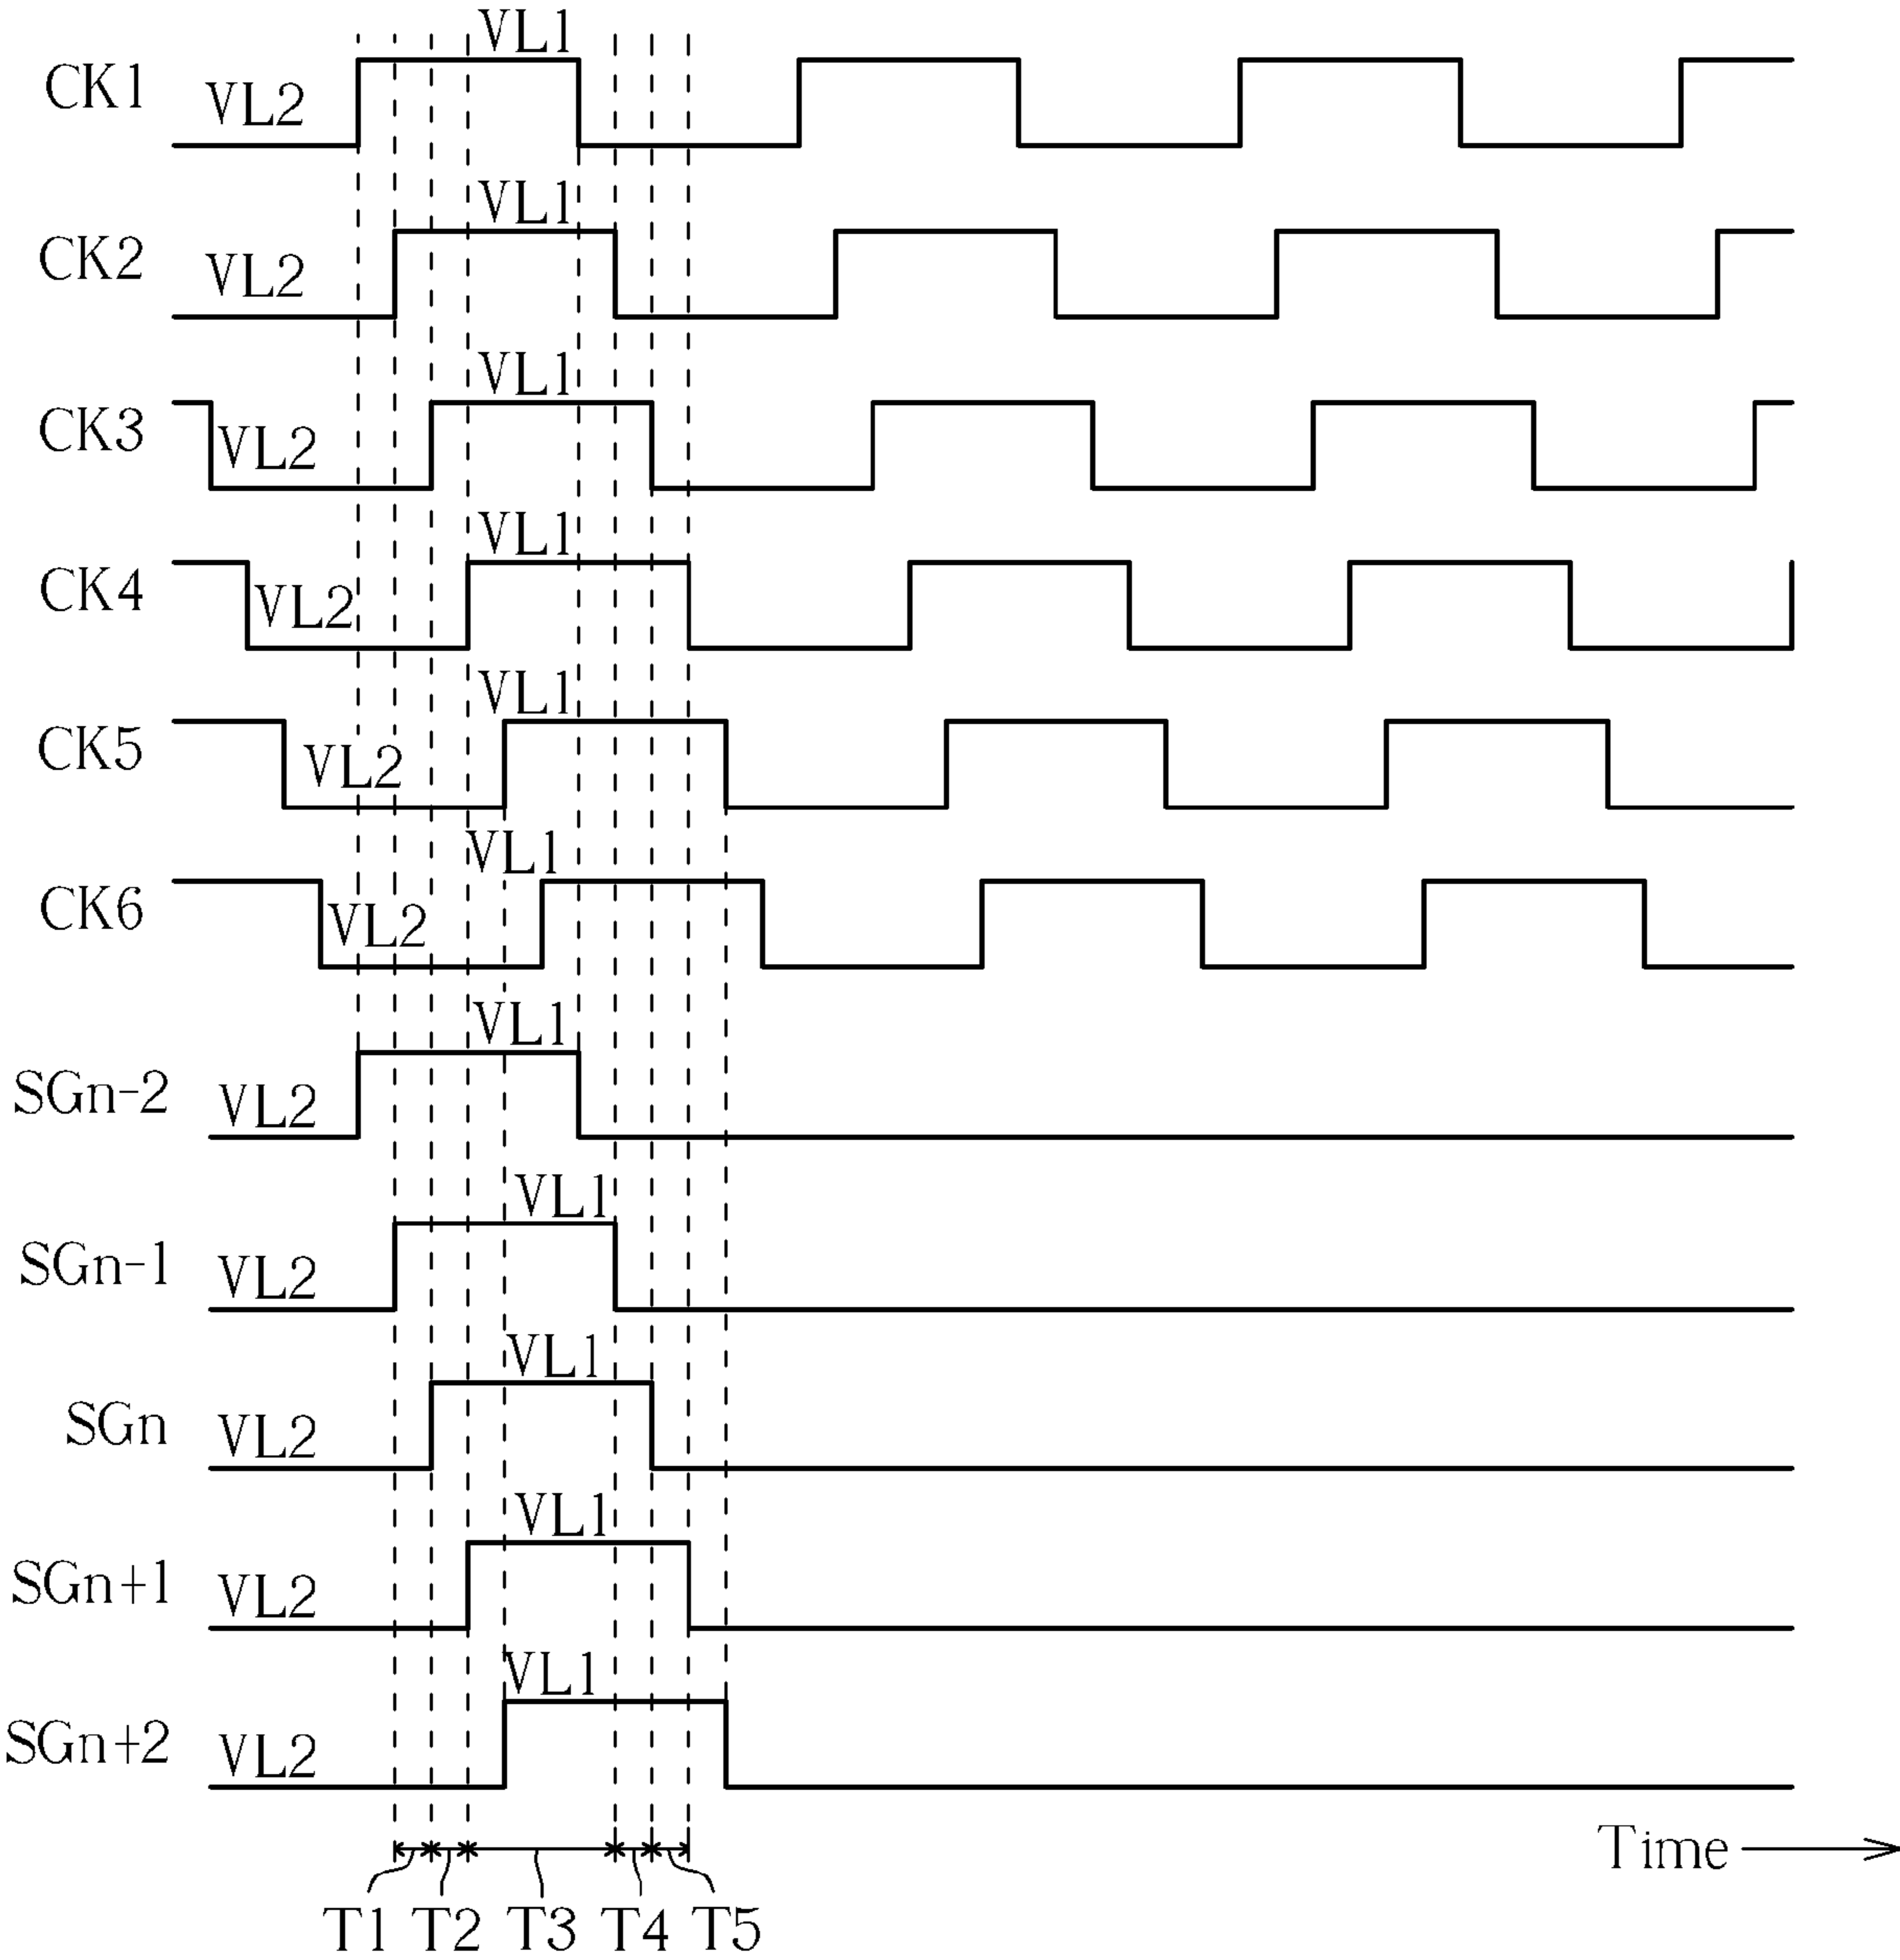 VL1
CK1 VL2
VL1
CK2 VL2
VL1
CK3 VL2
VL1
CK4 VL2
VL1
CK5 VL2
VL1
CK6 VL2
VL1
SGn-2 VL2
VL1
SGn-1 VL2
VL1
SGn VL2
VL1
SGn+1 VL2
VL1
SGn+2 VL2
Time
T1 T2 T3 T4 T5